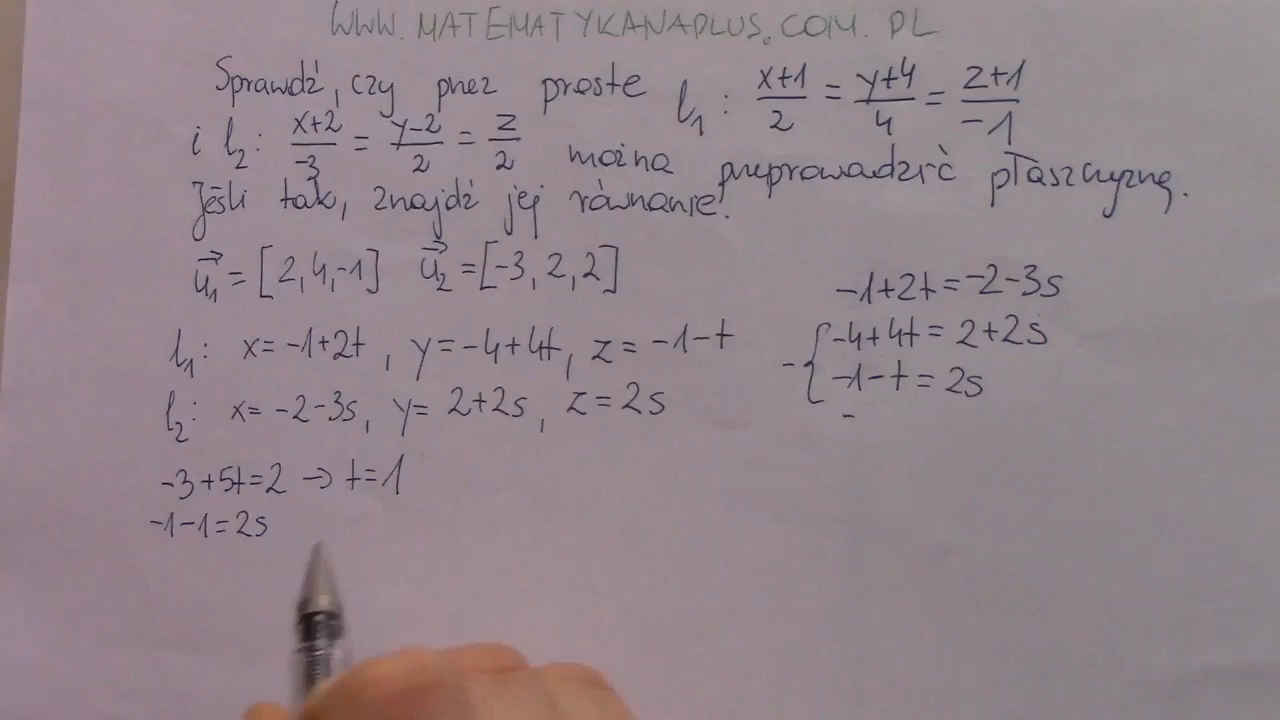 WWW.MATEMATYKANAPLUS.COM.PL
Sprawdź, czy przez proste l₁: (x+1)/2 = (y+4)/4 = (z+1)/-1
i l₂: (x+2)/-3 = (y-2)/2 = z/2 można przeprowadzić płaszczyznę.
Jeśli tak, znajdź jej równanie.
u⃗₁ = [2,4,-1] u⃗₂ = [-3,2,2]
l₁: x=-1+2t, y=-4+4t, z=-1-t
l₂: x=-2-3s, y=2+2s, z=2s
-3+5t=2 → t=1
-1-1=2s
-1+2t=-2-3s
-{-4+4t=2+2s
-1-t=2s